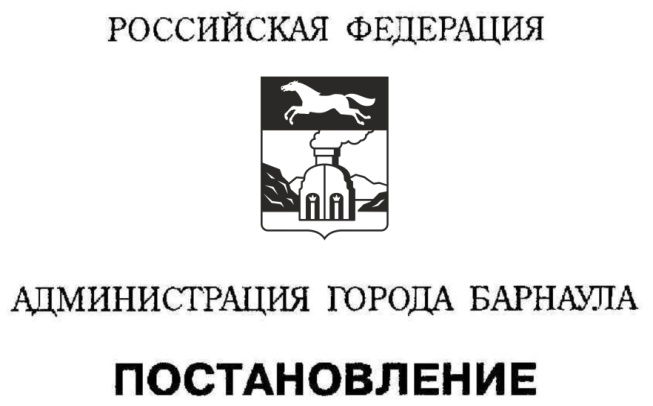 РОССИЙСКАЯ ФЕДЕРАЦИЯ
АДМИНИСТРАЦИЯ ГОРОДА БАРНАУЛА
ПОСТАНОВЛЕНИЕ